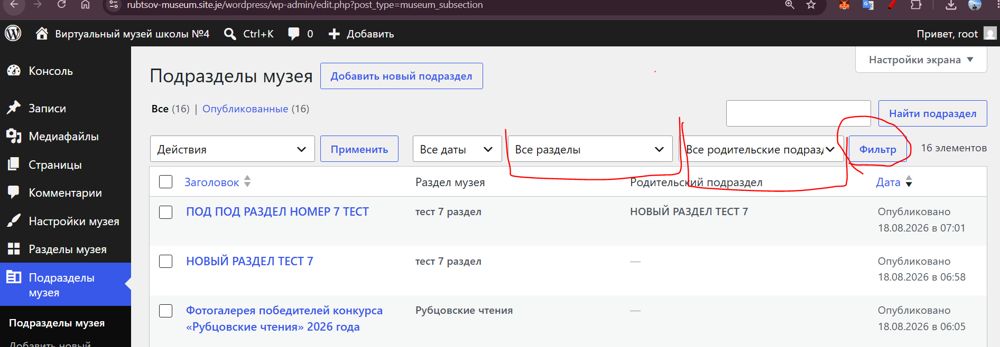 rubtsov-museum.site.je/wordpress/wp-admin/edit.php?post_type=museum_subsection
Виртуальный музей школы №4 Ctrl+K 0 Добавить Привет, root
Настройки экрана
Консоль
Записи
Медиафайлы
Страницы
Комментарии
Настройки музея
Разделы музея
Подразделы
музея
Подразделы музея
Добавить новый
Подразделы музея Добавить новый подраздел
Все (16) | Опубликованные (16)
Найти подраздел
Действия Применить Все даты Все разделы Все родительские подразд Фильтр 16 элементов
Заголовок Раздел музея Родительский подраздел Дата
ПОД ПОД РАЗДЕЛ НОМЕР 7 ТЕСТ тест 7 раздел НОВЫЙ РАЗДЕЛ ТЕСТ 7 Опубликовано
18.08.2026 в 07:01
НОВЫЙ РАЗДЕЛ ТЕСТ 7 тест 7 раздел — Опубликовано
18.08.2026 в 06:58
Фотогалерея победителей конкурса Рубцовские чтения — Опубликовано
«Рубцовские чтения» 2026 года 18.08.2026 в 06:05